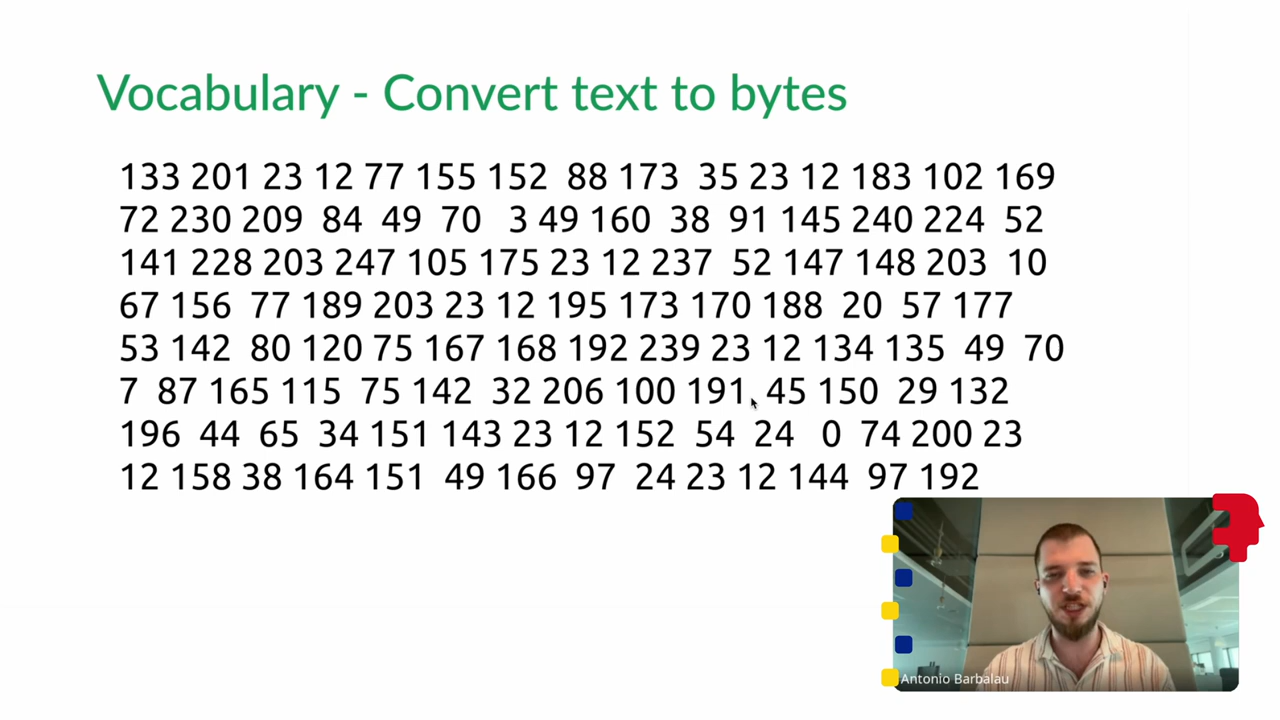 Vocabulary - Convert text to bytes
133 201 23 12 77 155 152 88 173 35 23 12 183 102 169
72 230 209 84 49 70 3 49 160 38 91 145 240 224 52
141 228 203 247 105 175 23 12 237 52 147 148 203 10
67 156 77 189 203 23 12 195 173 170 188 20 57 177
53 142 80 120 75 167 168 192 239 23 12 134 135 49 70
7 87 165 115 75 142 32 206 100 191 45 150 29 132
196 44 65 34 151 143 23 12 152 54 24 0 74 200 23
12 158 38 164 151 49 166 97 24 23 12 144 97 192
Antonio Barbalau